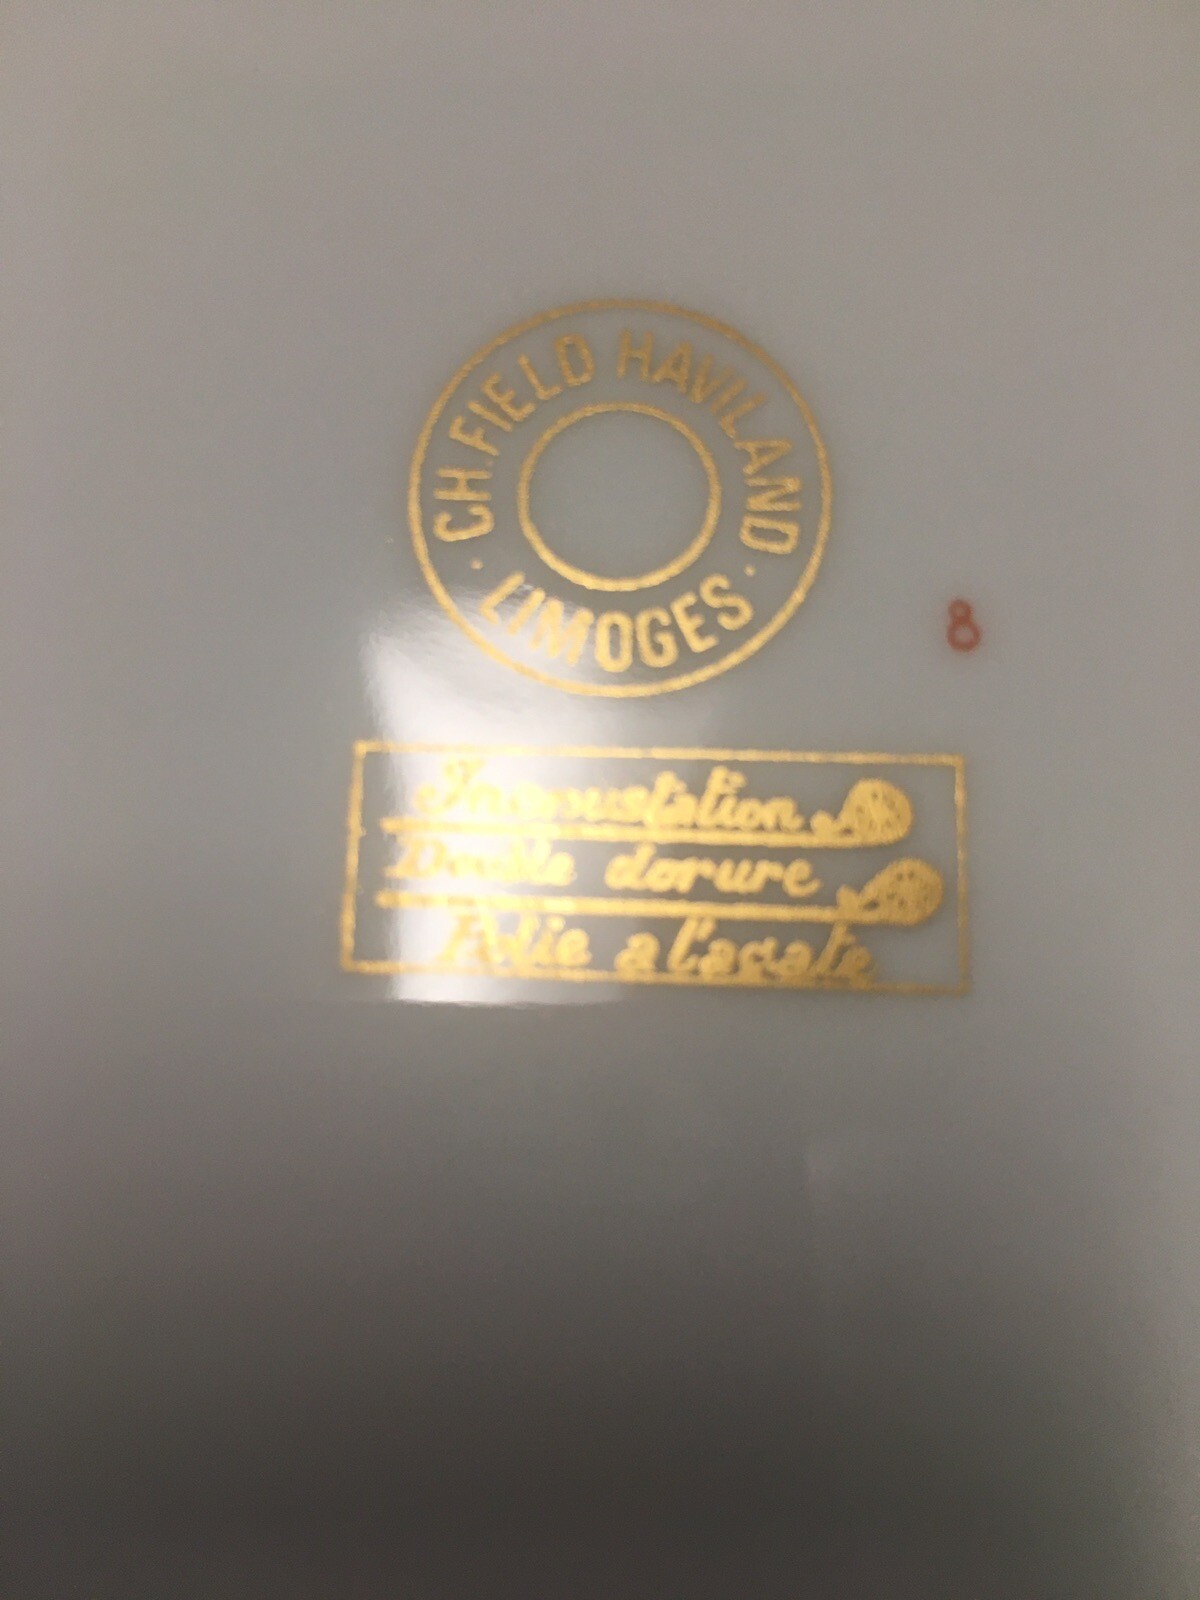 CH.FIELD HAVILAND
· LIMOGES ·
8
Incrustation
Double dorure
Polie a l'agate